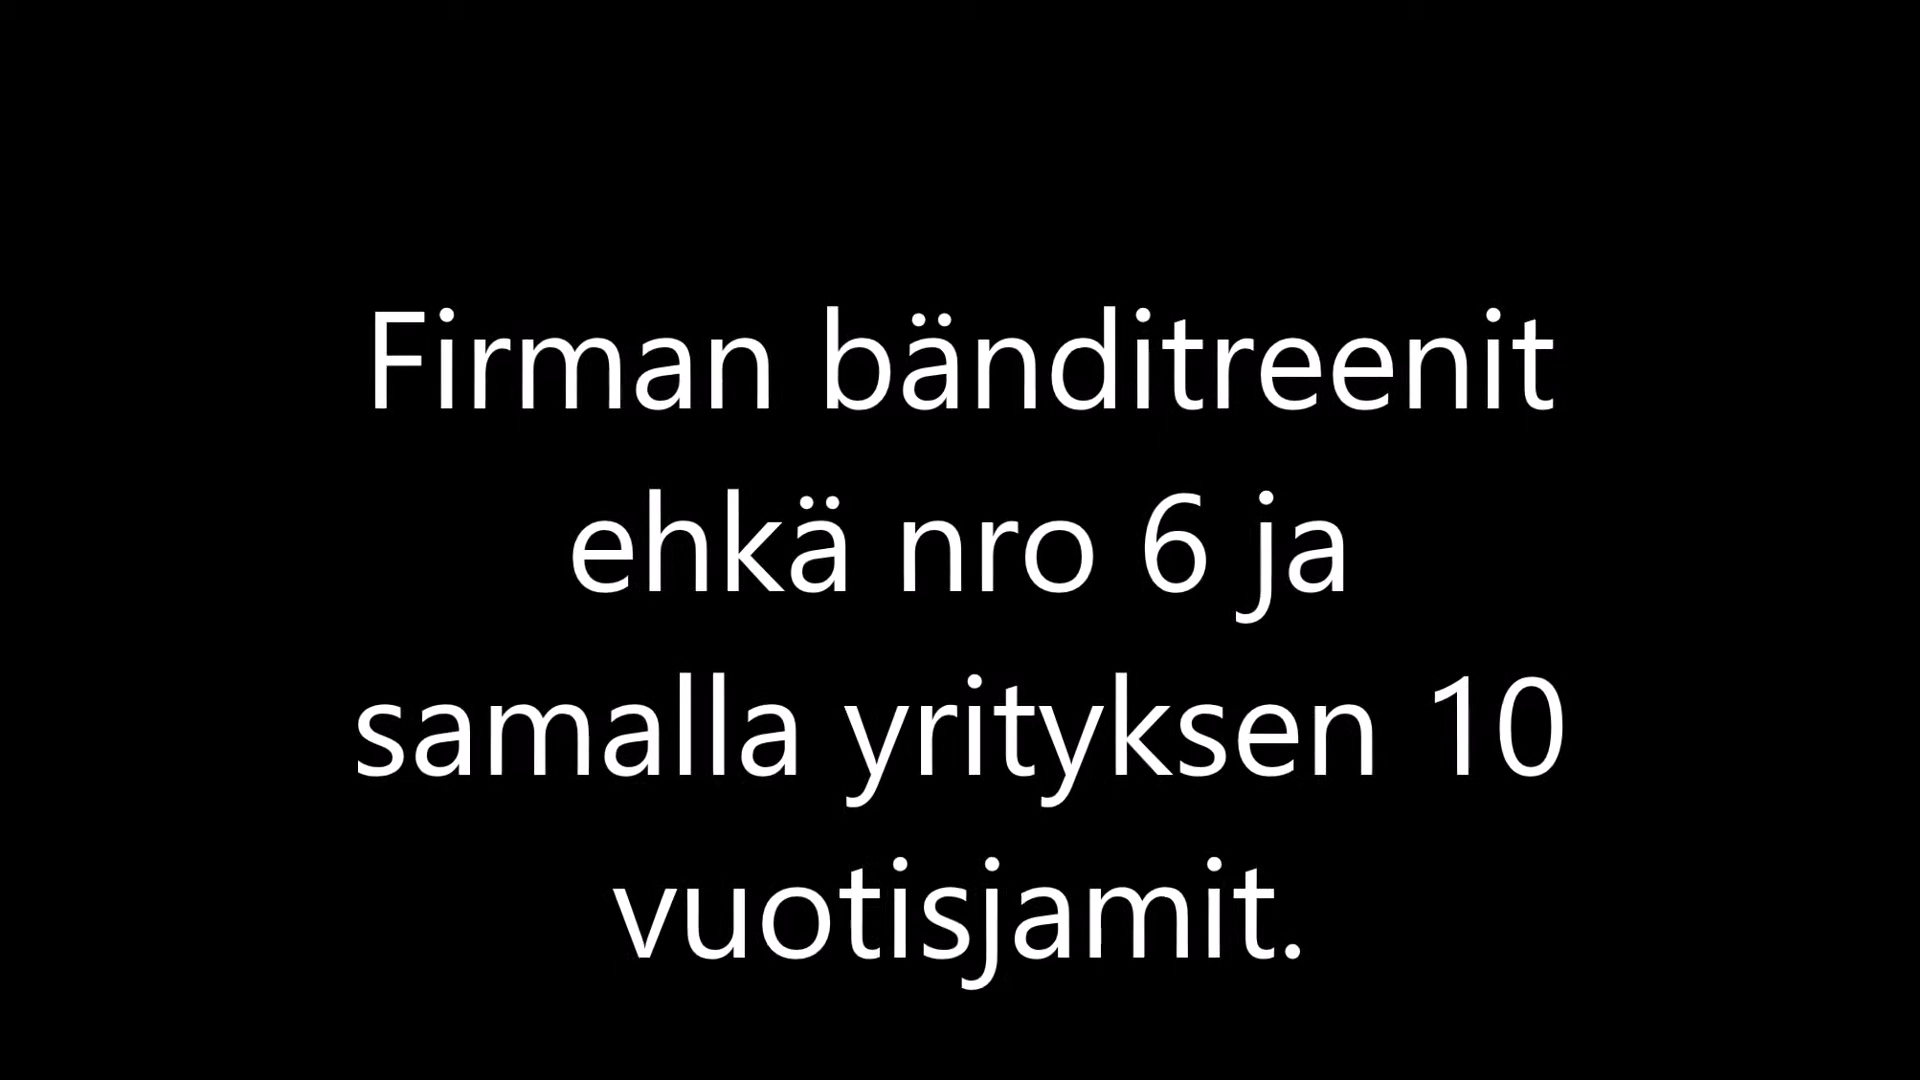 Firman bänditreenit
ehkä nro 6 ja
samalla yrityksen 10
vuotisjamit.